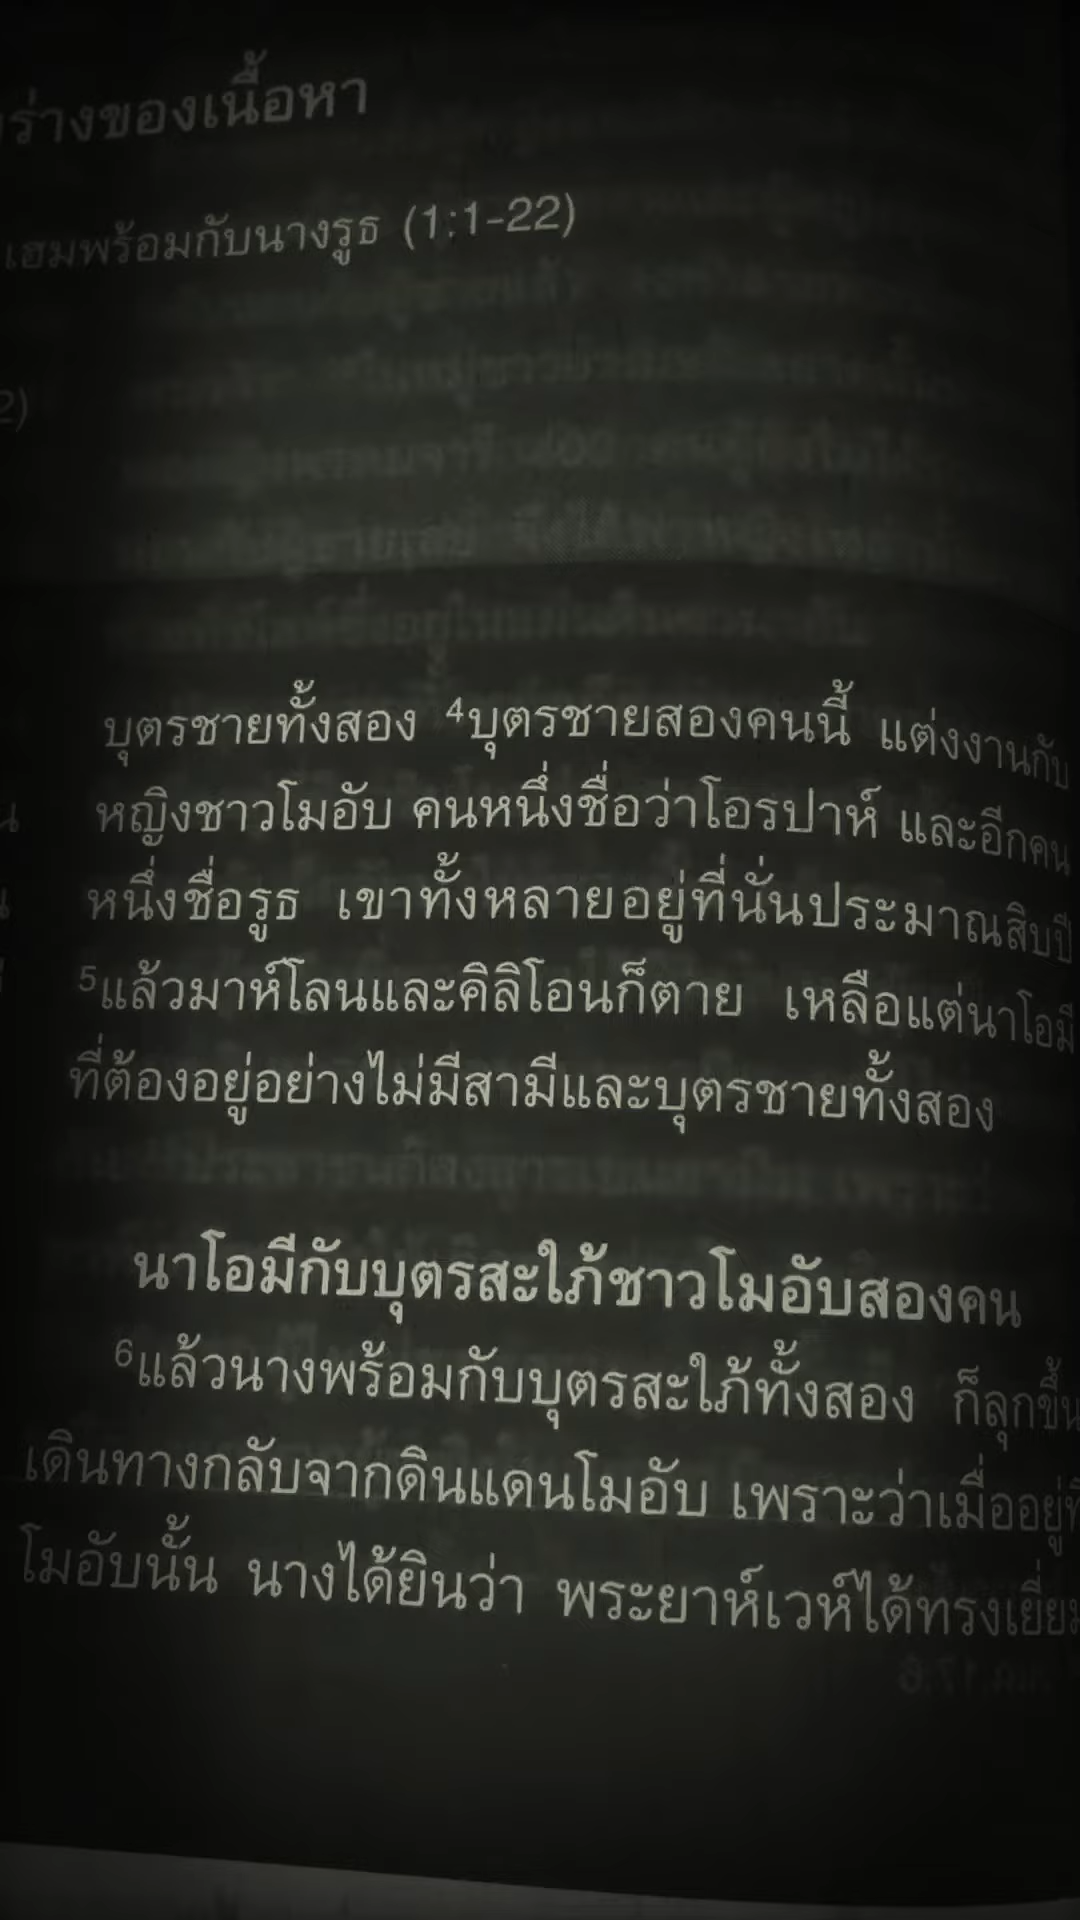 ร่างของเนื้อหา
เฮมพร้อมกับนางรูธ (1:1-22)
2)
บุตรชายทั้งสอง ⁴บุตรชายสองคนนี้ แต่งงานกับ
หญิงชาวโมอับ คนหนึ่งชื่อว่าโอรปาห์ และอีกคน
หนึ่งชื่อรูธ เขาทั้งหลายอยู่ที่นั่นประมาณสิบปี
⁵แล้วมาห์โลนและคิลิโอนก็ตาย เหลือแต่นาโอมี
ที่ต้องอยู่อย่างไม่มีสามีและบุตรชายทั้งสอง
นาโอมีกับบุตรสะใภ้ชาวโมอับสองคน
⁶แล้วนางพร้อมกับบุตรสะใภ้ทั้งสอง ก็ลุกขึ้น
เดินทางกลับจากดินแดนโมอับ เพราะว่าเมื่ออยู่ที่
โมอับนั้น นางได้ยินว่า พระยาห์เวห์ได้ทรงเยี่ยม